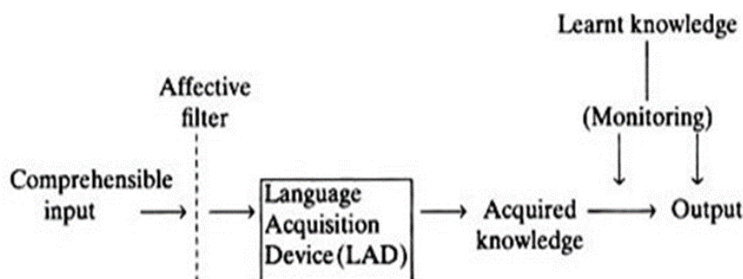 Learnt knowledge
Affective
filter
(Monitoring)
Comprehensible
input
Language
Acquisition
Device (LAD)
Acquired
knowledge
Output